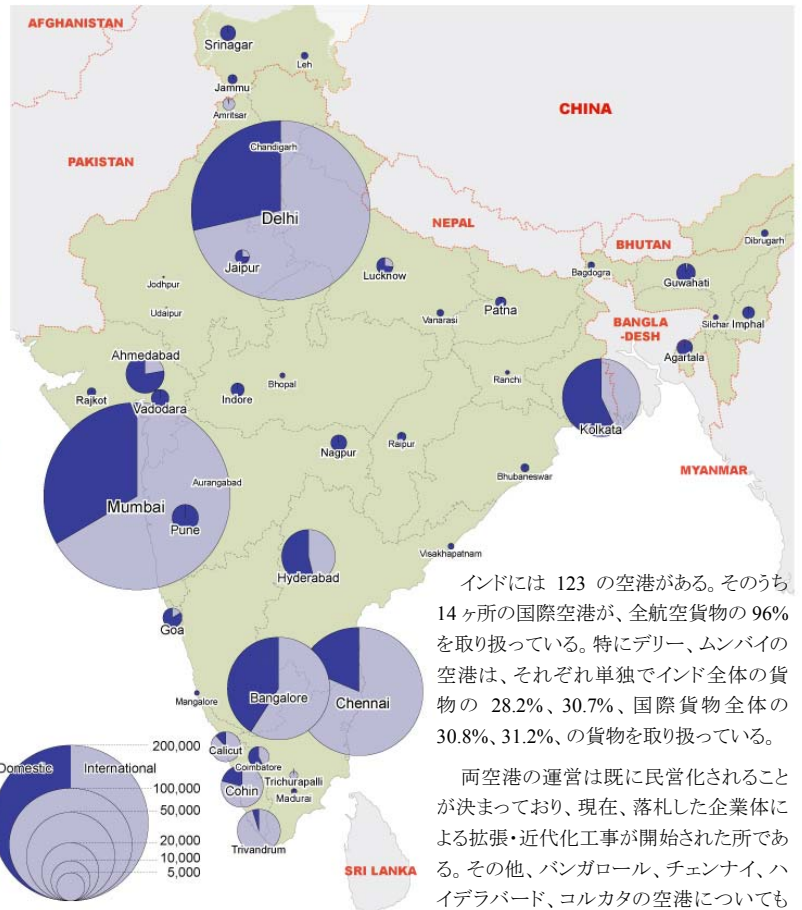 AFGHANISTAN
Srinagar
Leh
Jammu
Amritsar
CHINA
PAKISTAN
Chandigarh
Delhi
NEPAL
BHUTAN
Dibrugarh
Jaipur
Lucknow
Bagdogra
Guwahati
Jodhpur
Udaipur
Varanasi
Patna
BANGLA
-DESH
Silchar
Imphal
Agartala
Ahmedabad
Rajkot
Vadodara
Indore
Bhopal
Ranchi
Kolkata
Nagpur
Raipur
Bhubaneswar
MYANMAR
Mumbai
Aurangabad
Pune
Hyderabad
Visakhapatnam
Goa
Mangalore
Bangalore
Chennai
Calicut
Coimbatore
Trichurapalli
Cohin
Madurai
Trivandrum
SRI LANKA
Domestic
International
200,000
100,000
50,000
20,000
10,000
5,000
インドには 123 の空港がある。そのうち
14 ヶ所の国際空港が、全航空貨物の 96%
を取り扱っている。特にデリー、ムンバイの
空港は、それぞれ単独でインド全体の貨
物の 28.2%、30.7%、国際貨物全体の
30.8%、31.2%、の貨物を取り扱っている。
両空港の運営は既に民営化されること
が決まっており、現在、落札した企業体に
よる拡張・近代化工事が開始された所であ
る。その他、バンガロール、チェンナイ、ハ
イデラバード、コルカタの空港についても